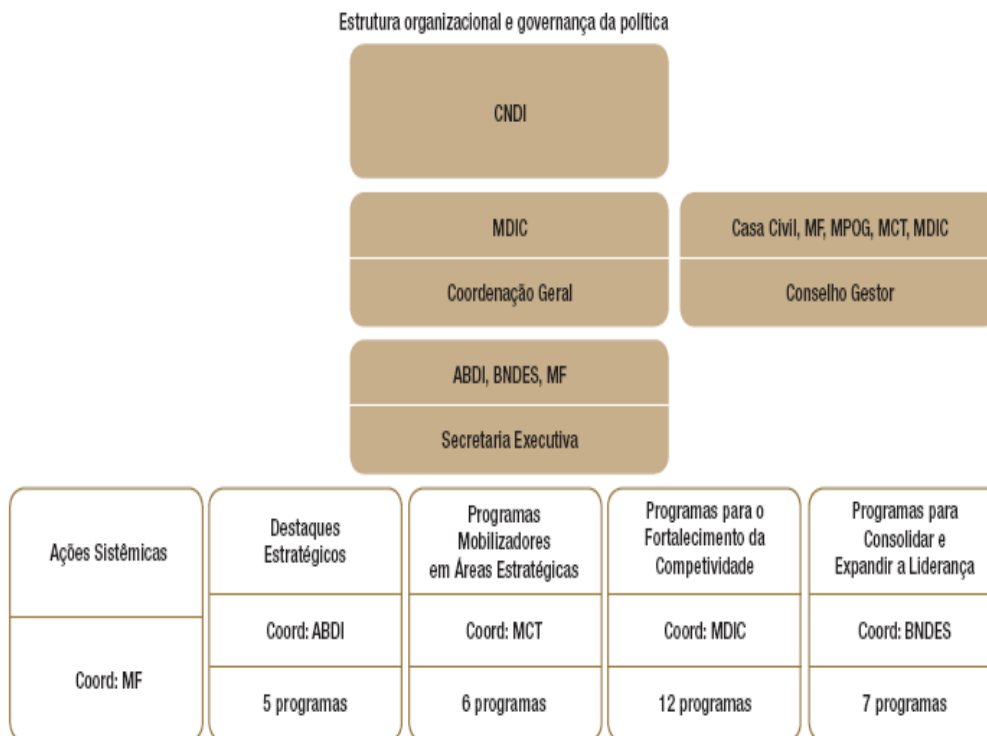 Estrutura organizacional e governança da política
CNDI
MDIC
Coordenação Geral
Casa Civil, MF, MPOG, MCT, MDIC
Conselho Gestor
ABDI, BNDES, MF
Secretaria Executiva
Ações Sistêmicas
Coord: MF
Destaques
Estratégicos
Coord: ABDI
5 programas
Programas
Mobilizadores
em Áreas Estratégicas
Coord: MCT
6 programas
Programas para o
Fortalecimento da
Competividade
Coord: MDIC
12 programas
Programas para
Consolidar e
Expandir a Liderança
Coord: BNDES
7 programas